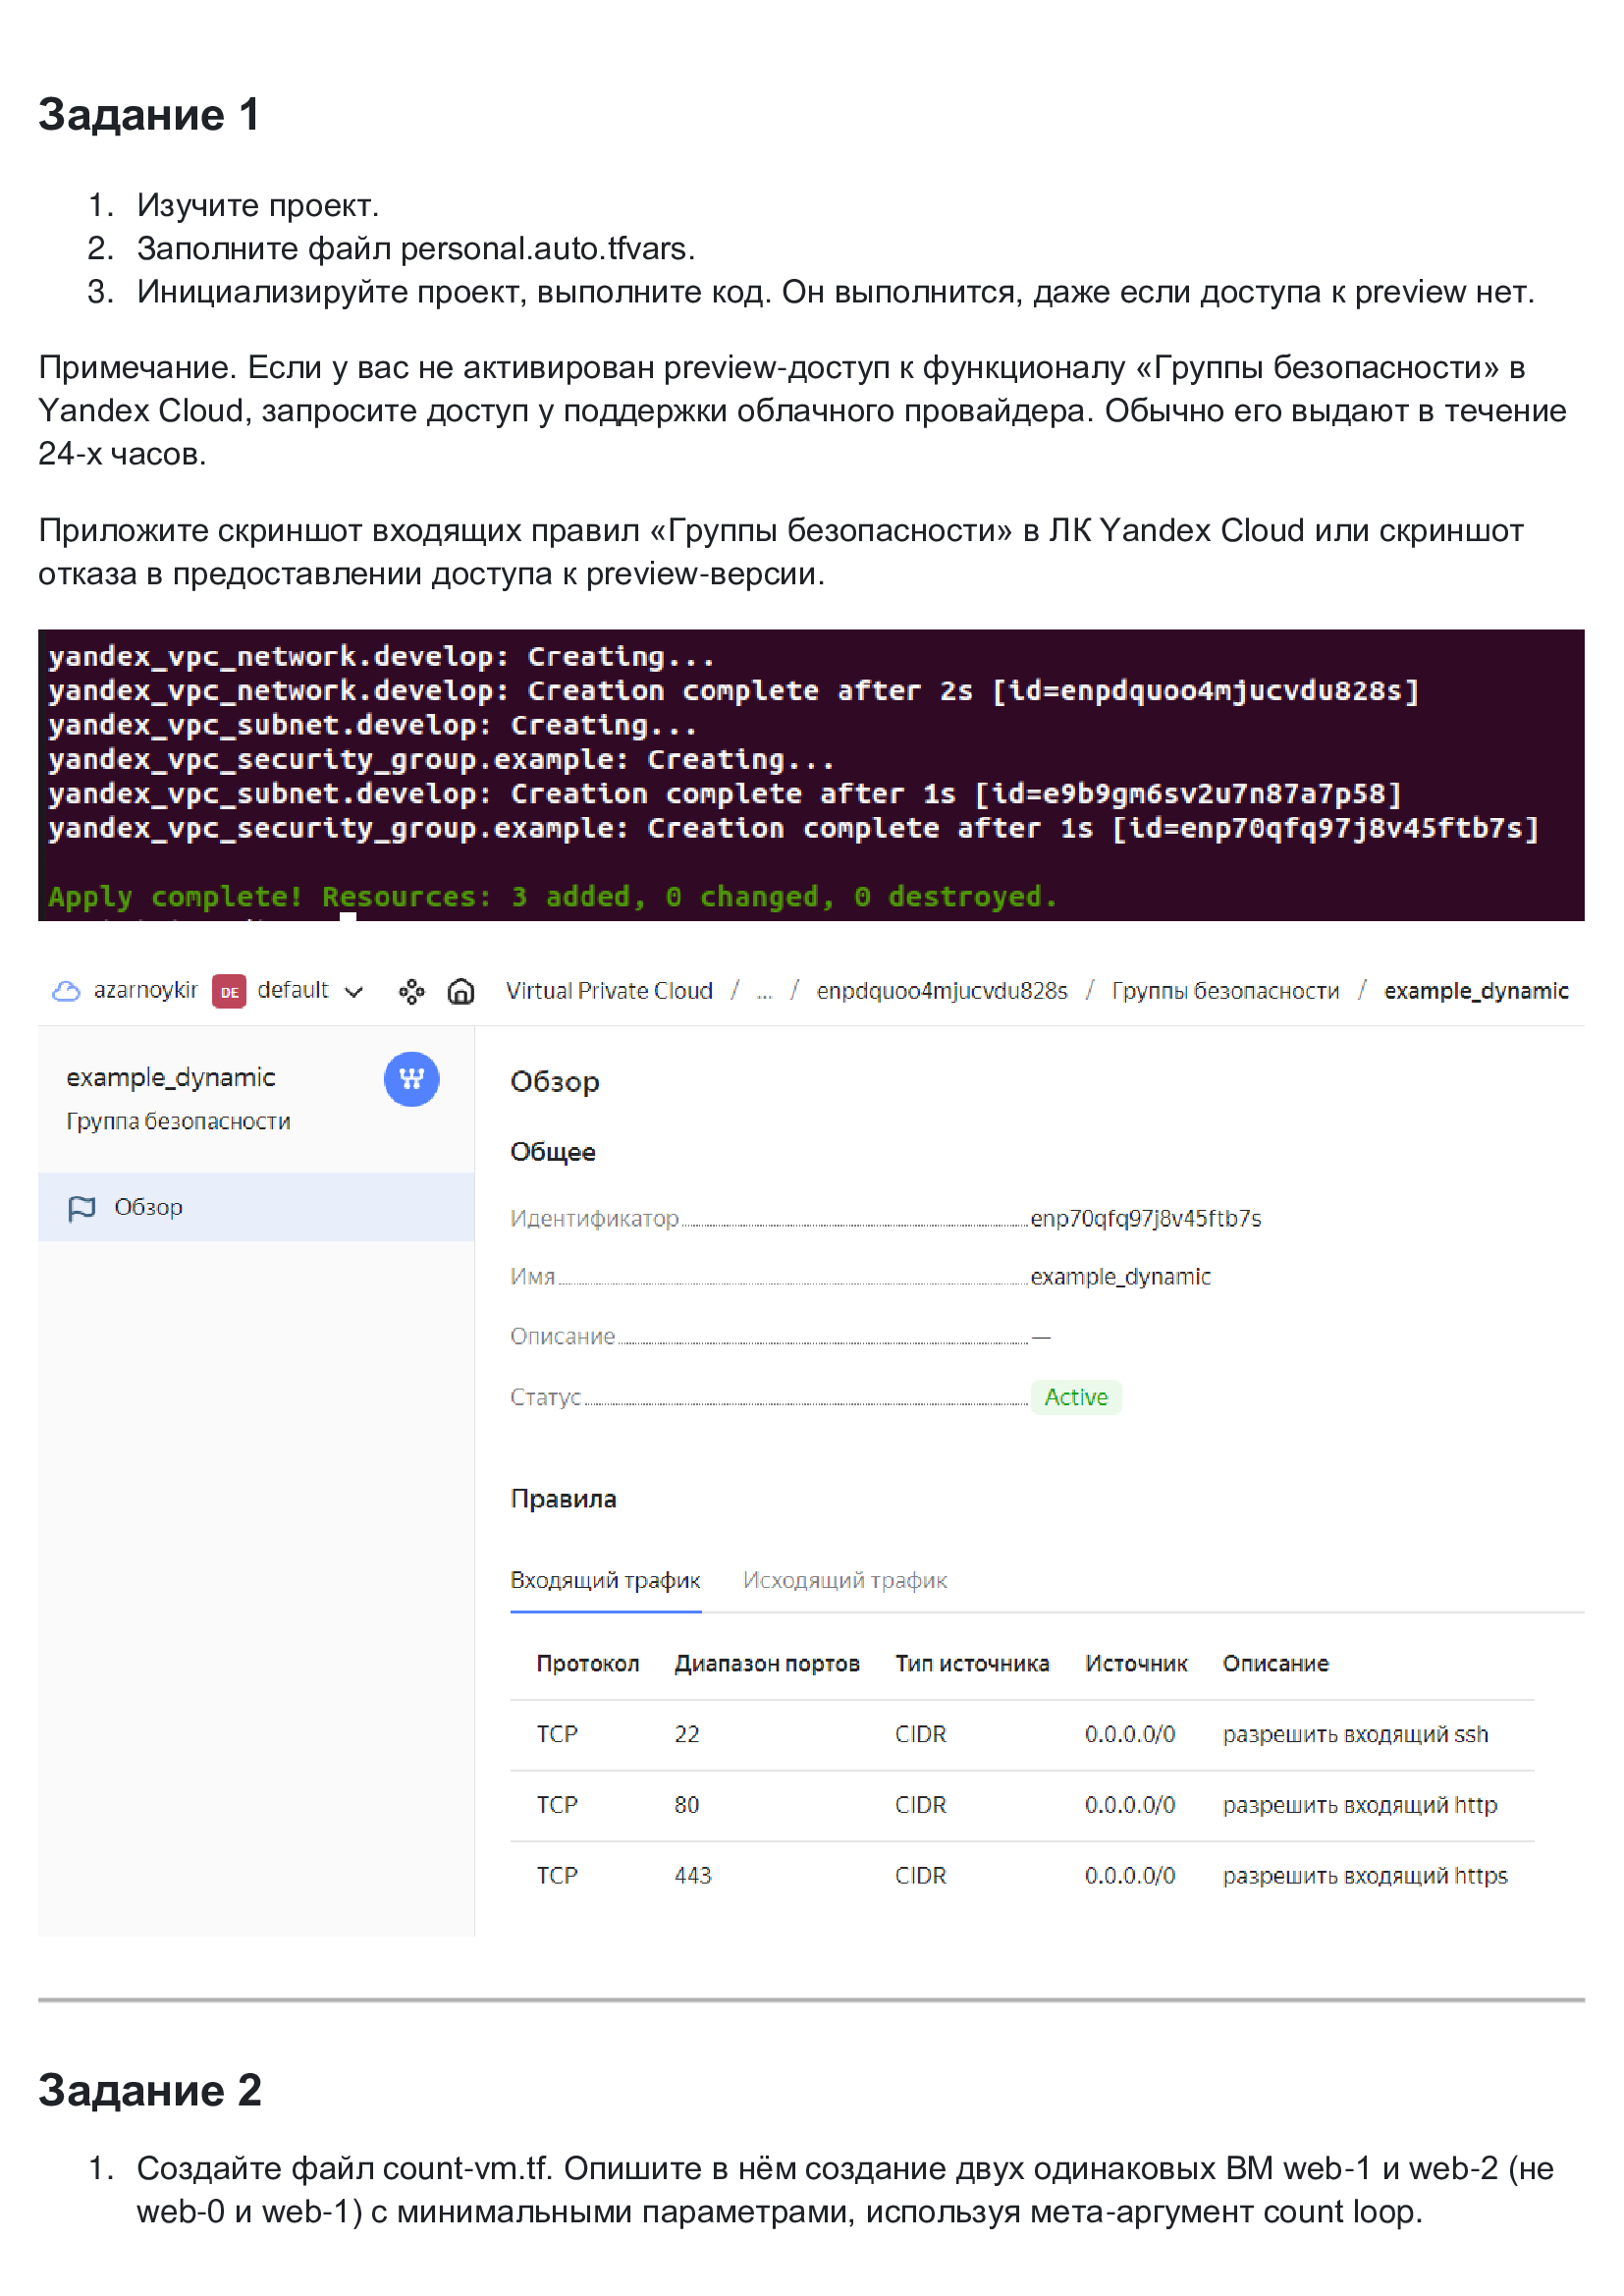 Задание 1
1. Изучите проект.
2. Заполните файл personal.auto.tfvars.
3. Инициализируйте проект, выполните код. Он выполнится, даже если доступа к preview нет.
Примечание. Если у вас не активирован preview-доступ к функционалу «Группы безопасности» в
Yandex Cloud, запросите доступ у поддержки облачного провайдера. Обычно его выдают в течение
24-х часов.
Приложите скриншот входящих правил «Группы безопасности» в ЛК Yandex Cloud или скриншот
отказа в предоставлении доступа к preview-версии.
yandex_vpc_network.develop: Creating...
yandex_vpc_network.develop: Creation complete after 2s [id=enpdquoo4mjucvdu828s]
yandex_vpc_subnet.develop: Creating...
yandex_vpc_security_group.example: Creating...
yandex_vpc_subnet.develop: Creation complete after 1s [id=e9b9gm6sv2u7n87a7p58]
yandex_vpc_security_group.example: Creation complete after 1s [id=enp70qfq97j8v45ftb7s]
Apply complete! Resources: 3 added, 0 changed, 0 destroyed.
azarnoykir DE default Virtual Private Cloud / ... / enpdquoo4mjucvdu828s / Группы безопасности / example_dynamic
example_dynamic
Группа безопасности
Обзор
Обзор
Общее
Идентификатор enp70qfq97j8v45ftb7s
Имя example_dynamic
Описание —
Статус Active
Правила
Входящий трафик Исходящий трафик
Протокол Диапазон портов Тип источника Источник Описание
TCP 22 CIDR 0.0.0.0/0 разрешить входящий ssh
TCP 80 CIDR 0.0.0.0/0 разрешить входящий http
TCP 443 CIDR 0.0.0.0/0 разрешить входящий https
Задание 2
1. Создайте файл count-vm.tf. Опишите в нём создание двух одинаковых ВМ web-1 и web-2 (не
web-0 и web-1) с минимальными параметрами, используя мета-аргумент count loop.